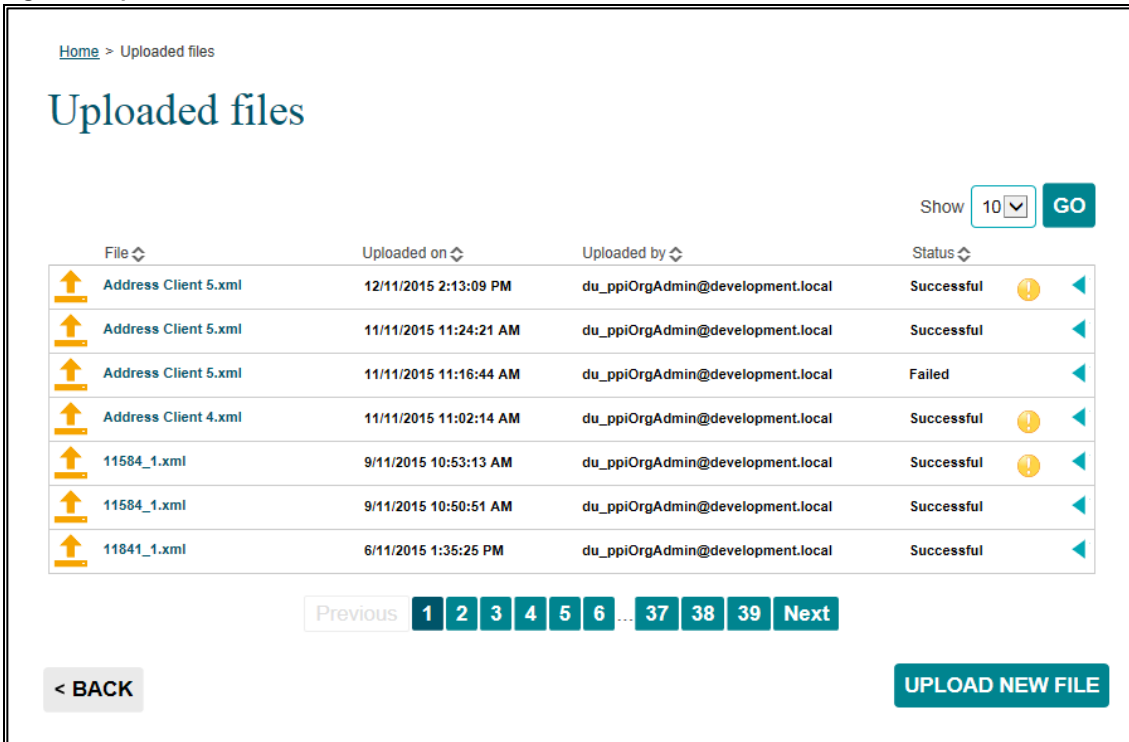 Home > Uploaded files
Uploaded files
Show 10 GO
File Uploaded on Uploaded by Status
Address Client 5.xml 12/11/2015 2:13:09 PM du_ppiOrgAdmin@development.local Successful
Address Client 5.xml 11/11/2015 11:24:21 AM du_ppiOrgAdmin@development.local Successful
Address Client 5.xml 11/11/2015 11:16:44 AM du_ppiOrgAdmin@development.local Failed
Address Client 4.xml 11/11/2015 11:02:14 AM du_ppiOrgAdmin@development.local Successful
11584_1.xml 9/11/2015 10:53:13 AM du_ppiOrgAdmin@development.local Successful
11584_1.xml 9/11/2015 10:50:51 AM du_ppiOrgAdmin@development.local Successful
11841_1.xml 6/11/2015 1:35:25 PM du_ppiOrgAdmin@development.local Successful
Previous 1 2 3 4 5 6 ... 37 38 39 Next
< BACK UPLOAD NEW FILE